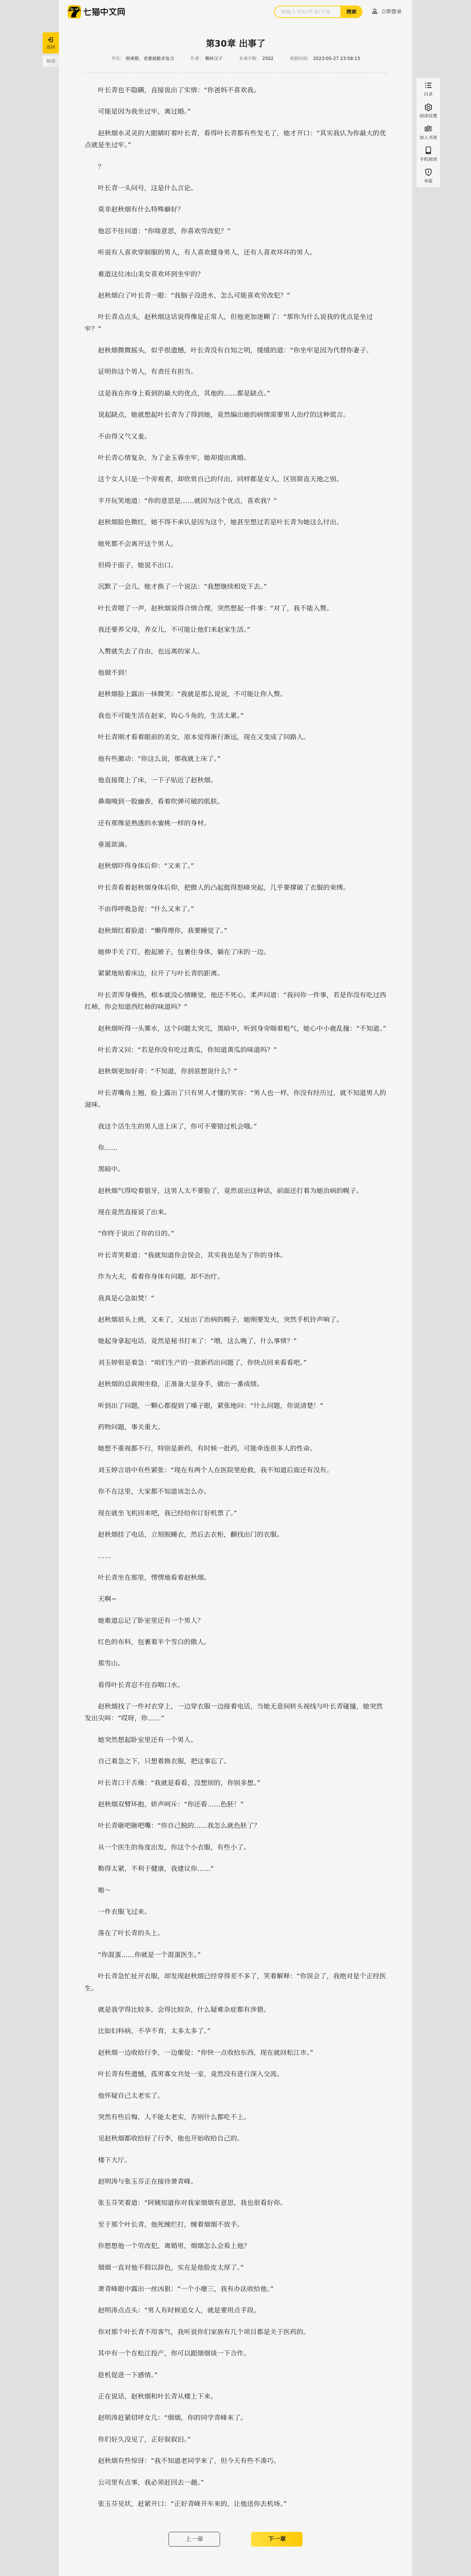 七猫中文网
请输入书名/作者/主角
搜索
立即登录
返回
指南
目录
阅读设置
加入书架
手机阅读
举报
第30章 出事了
本章字数： 2502 更新时间： 2023-05-27 23:58:13
叶长青也不隐瞒，直接说出了实情：“你爸妈不喜欢我。
可能是因为我坐过牢，离过婚。”
赵秋烟水灵灵的大眼睛盯着叶长青，看得叶长青都有些发毛了，她才开口：“其实我认为你最大的优
点就是坐过牢。”
?
叶长青一头问号，这是什么言论。
莫非赵秋烟有什么特殊癖好?
他忍不住问道：“你啥意思，你喜欢劳改犯？”
听说有人喜欢穿制服的男人，有人喜欢健身男人，还有人喜欢坏坏的男人。
难道这位冰山美女喜欢坏到坐牢的?
赵秋烟白了叶长青一眼：“我脑子没进水，怎么可能喜欢劳改犯？”
叶长青点点头，赵秋烟这话说得像是正常人，但他更加迷糊了：“那你为什么说我的优点是坐过
牢？”
赵秋烟微微摇头，似乎很遗憾，叶长青没有自知之明，缓缓的道：“你坐牢是因为代替你妻子。
证明你这个男人，有责任有担当。
这是我在你身上看到的最大的优点，其他的……都是缺点。”
说起缺点，她就想起叶长青为了得到她，竟然编出她的病情需要男人治疗的这种谎言。
不由得又气又羞。
叶长青心情复杂，为了金玉蓉坐牢，她却提出离婚。
这个女人只是一个旁观者，却欣赏自己的付出，同样都是女人，区别简直天地之别。
半开玩笑地道：“你的意思是……就因为这个优点，喜欢我？”
赵秋烟脸色微红，她不得不承认是因为这个，她甚至想过若是叶长青为她这么付出。
她死都不会离开这个男人。
但碍于面子，她说不出口。
沉默了一会儿，她才换了一个说法：“我想继续相处下去。”
叶长青嗯了一声，赵秋烟说得合情合理，突然想起一件事：“对了，我不能入赘。
我还要养父母，养女儿，不可能让他们来赵家生活。”
入赘就失去了自由，也远离的家人。
他做不到！
赵秋烟脸上露出一抹微笑：“我就是那么说说，不可能让你入赘。
我也不可能生活在赵家，钩心斗角的，生活太累。”
叶长青刚才看着眼前的美女，原本觉得渐行渐远，现在又变成了同路人。
他有些激动：“你这么说，那我就上床了。”
他直接爬上了床，一下子贴近了赵秋烟。
鼻端嗅到一股幽香，看着吹弹可破的肌肤。
还有那像是熟透的水蜜桃一样的身材。
垂涎欲滴。
赵秋烟吓得身体后仰：“又来了。”
叶长青看着赵秋烟身体后仰，把傲人的凸起挺得怒峰突起，几乎要撑破了衣服的束缚。
不由得呼吸急促：“什么又来了。”
赵秋烟红着脸道：“懒得理你，我要睡觉了。”
她伸手关了灯，抱起被子，包裹住身体，躺在了床的一边。
紧紧地贴着床边，拉开了与叶长青的距离。
叶长青浑身燥热，根本就没心情睡觉，他还不死心，柔声问道：“我问你一件事，若是你没有吃过西
红柿，你会知道西红柿的味道吗？”
赵秋烟听得一头雾水，这个问题太突兀，黑暗中，听到身旁喘着粗气，她心中小鹿乱撞：“不知道。”
叶长青又问：“若是你没有吃过黄瓜，你知道黄瓜的味道吗？”
赵秋烟更加好奇：“不知道，你到底想说什么？”
叶长青嘴角上翘，脸上露出了只有男人才懂的笑容：“男人也一样，你没有经历过，就不知道男人的
滋味。
我这个活生生的男人送上床了，你可不要错过机会哦。”
你……
黑暗中。
赵秋烟气得咬着银牙，这男人太不要脸了，竟然说出这种话，前面还打着为她治病的幌子。
现在竟然直接说了出来。
“你终于说出了你的目的。”
叶长青笑着道：“我就知道你会误会，其实我也是为了你的身体。
作为大夫，看着你身体有问题，却不治疗。
我真是心急如焚！”
赵秋烟眉头上挑，又来了，又扯出了治病的幌子，她刚要发火，突然手机铃声响了。
她起身拿起电话，竟然是秘书打来了：“喂，这么晚了，什么事情？”
刘玉婷很是着急：“咱们生产的一款新药出问题了，你快点回来看看吧。”
赵秋烟的总裁刚坐稳，正准备大显身手，做出一番成绩。
听到出了问题，一颗心都提到了嗓子眼，紧张地问：“什么问题，你说清楚！”
药物问题，事关重大。
她想不重视都不行，特别是新药，有时候一批药，可能牵连很多人的性命。
刘玉婷言语中有些紧张：“现在有两个人在医院里抢救，我不知道后面还有没有。
你不在这里，大家都不知道该怎么办。
现在就坐飞机回来吧，我已经给你订好机票了。”
赵秋烟挂了电话，立刻脱睡衣，然后去衣柜，翻找出门的衣服。
……
叶长青坐在那里，愣愣地看着赵秋烟。
天啊～
她难道忘记了卧室里还有一个男人?
红色的布料，包裹着半个雪白的傲人。
那雪山。
看得叶长青忍不住吞咽口水。
赵秋烟找了一件衬衣穿上，一边穿衣服一边接着电话，当她无意间转头视线与叶长青碰撞，她突然
发出尖叫：“哎呀，你……”
她突然想起卧室里还有一个男人。
自己着急之下，只想着换衣服，把这事忘了。
叶长青口干舌燥：“我就是看看，没想别的，你别多想。”
赵秋烟双臂环抱，娇声呵斥：“你还看……色胚！”
叶长青砸吧砸吧嘴：“你自己脱的……我怎么就色胚了?
从一个医生的角度出发，你这个小衣服，有些小了。
勒得太紧，不利于健康，我建议你……”
啪～
一件衣服飞过来。
落在了叶长青的头上。
“你混蛋……你就是一个混蛋医生。”
叶长青急忙扯开衣服，却发现赵秋烟已经穿得差不多了，笑着解释：“你误会了，我绝对是个正经医
生。
就是我学得比较多，会得比较杂，什么疑难杂症都有涉猎。
比如妇科病，不孕不育，太多太多了。”
赵秋烟一边收给行李，一边催促：“你快一点收给东西，现在就回松江市。”
叶长青有些遗憾，孤男寡女共处一室，竟然没有进行深入交流。
他怀疑自己太老实了。
突然有些后悔，人不能太老实，否则什么都吃不上。
见赵秋烟都收给好了行李，他也开始收给自己的。
楼下大厅。
赵明涛与张玉芬正在接待萧青峰。
张玉芬笑着道：“阿姨知道你对我家烟烟有意思，我也很看好你。
至于那个叶长青，他死缠烂打，缠着烟烟不放手。
你想想他一个劳改犯，离婚男，烟烟怎么会看上他?
烟烟一直对他不假以辞色，实在是他脸皮太厚了。”
萧青峰眼中露出一丝凶狠：“一个小瘪三，我有办法收给他。”
赵明涛点点头：“男人有时候追女人，就是要用点手段。
你对那个叶长青不用客气，我听说你们家族有几个项目都是关于医药的。
其中有一个在松江投产，你可以跟烟烟谈一下合作。
趁机促进一下感情。”
正在说话，赵秋烟和叶长青从楼上下来。
赵明涛赶紧招呼女儿：“烟烟，你的同学青峰来了。
你们好久没见了，正好叙叙旧。”
赵秋烟有些惊讶：“我不知道老同学来了，但今天有些不凑巧。
公司里有点事，我必须赶回去一趟。”
张玉芬见状，赶紧开口：“正好青峰开车来的，让他送你去机场。”
上一章
下一章